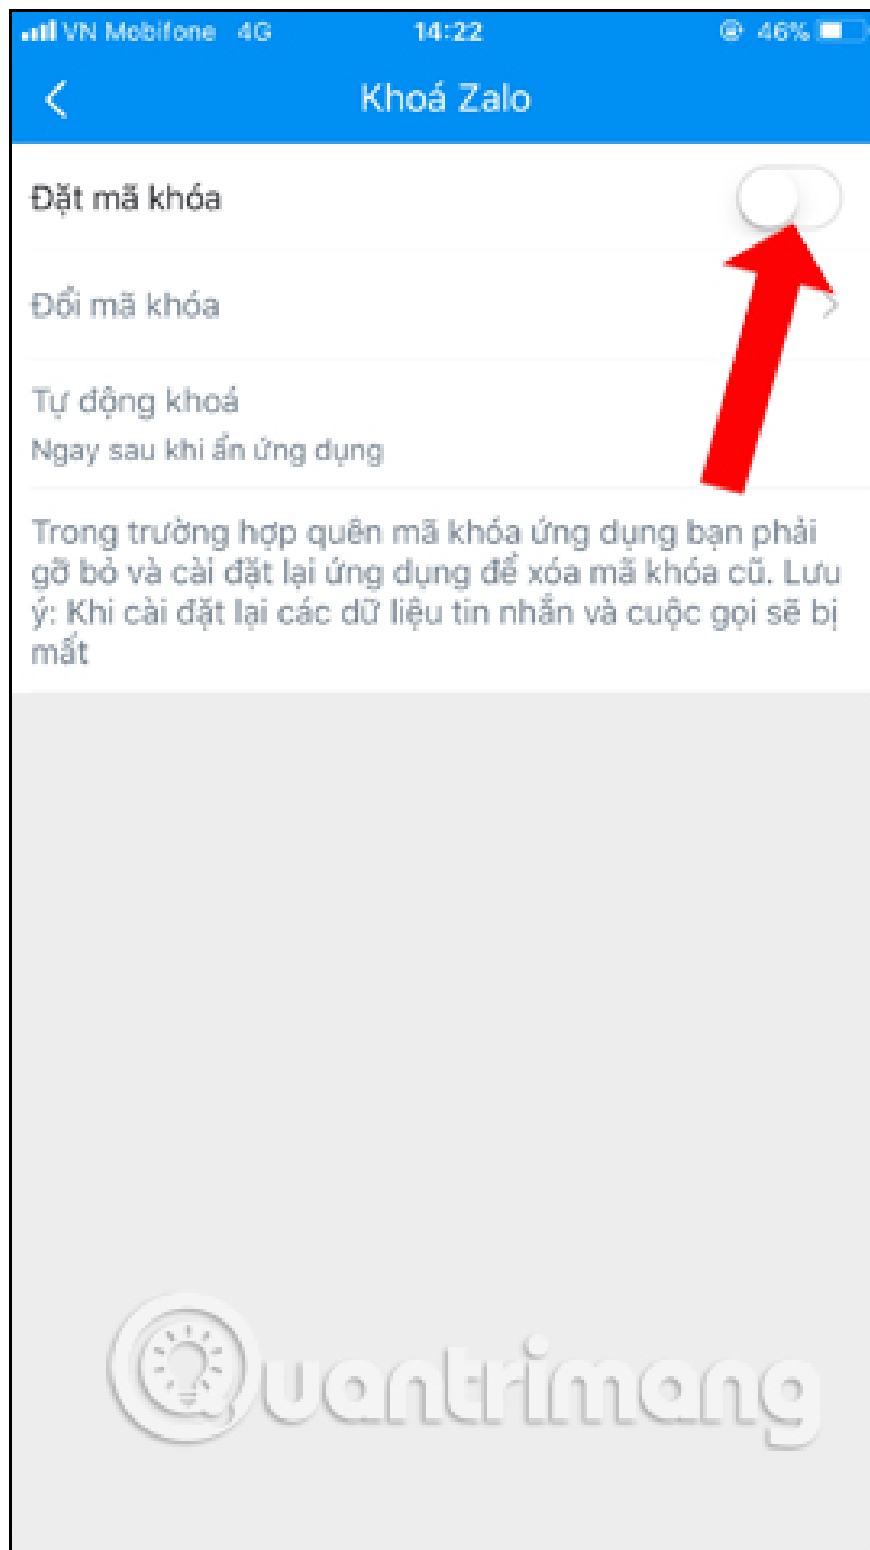 VN Mobifone 4G 14:22 46%
Khoá Zalo
Đặt mã khóa
Đổi mã khóa
Tự động khoá
Ngay sau khi ẩn ứng dụng
Trong trường hợp quên mã khóa ứng dụng bạn phải
gỡ bỏ và cài đặt lại ứng dụng để xóa mã khóa cũ. Lưu
ý: Khi cài đặt lại các dữ liệu tin nhắn và cuộc gọi sẽ bị
mất
Quantrimang